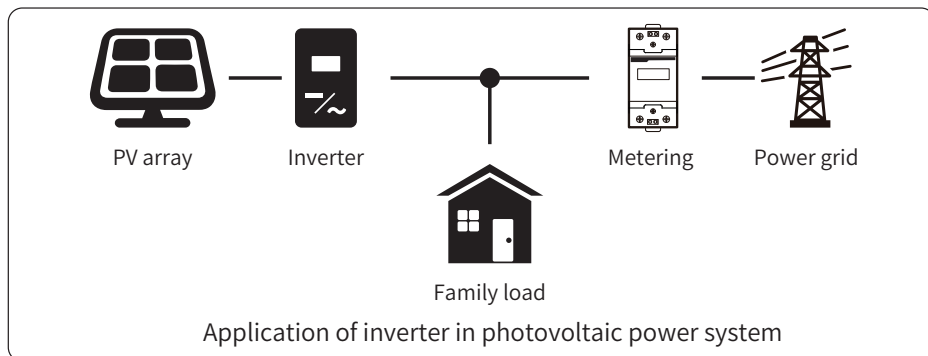 PV array
Inverter
Metering
Power grid
Family load
Application of inverter in photovoltaic power system